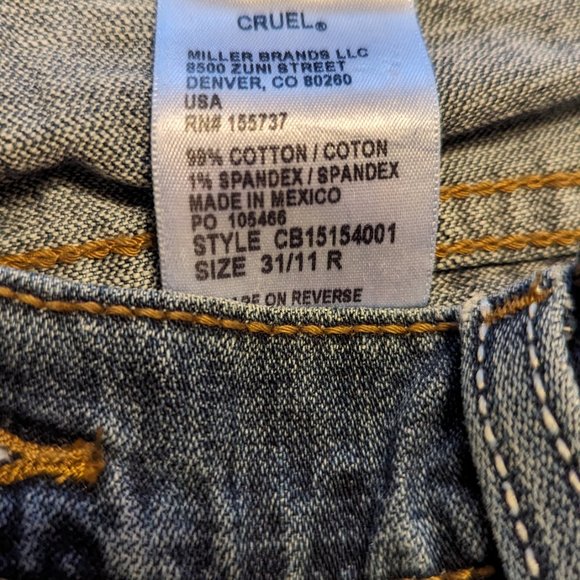 CRUEL®
MILLER BRANDS LLC
8500 ZUNI STREET
DENVER, CO 80260
USA
RN# 155737
99% COTTON / COTON
1% SPANDEX / SPANDEX
MADE IN MEXICO
PO 105466
STYLE CB15154001
SIZE 31/11 R
ON REVERSE